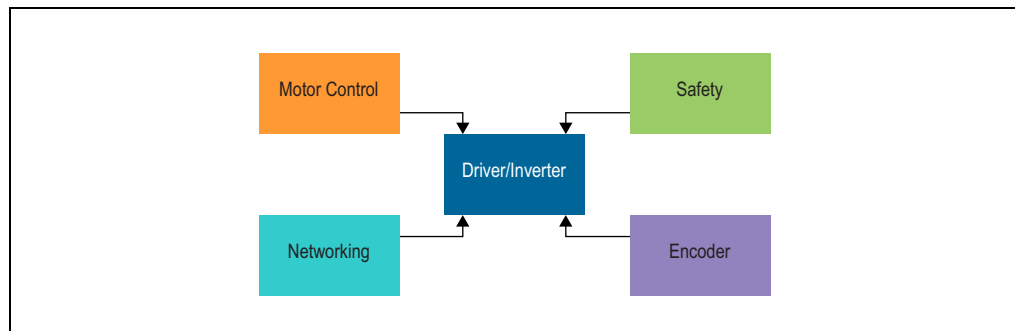 Motor Control
Safety
Driver/Inverter
Networking
Encoder